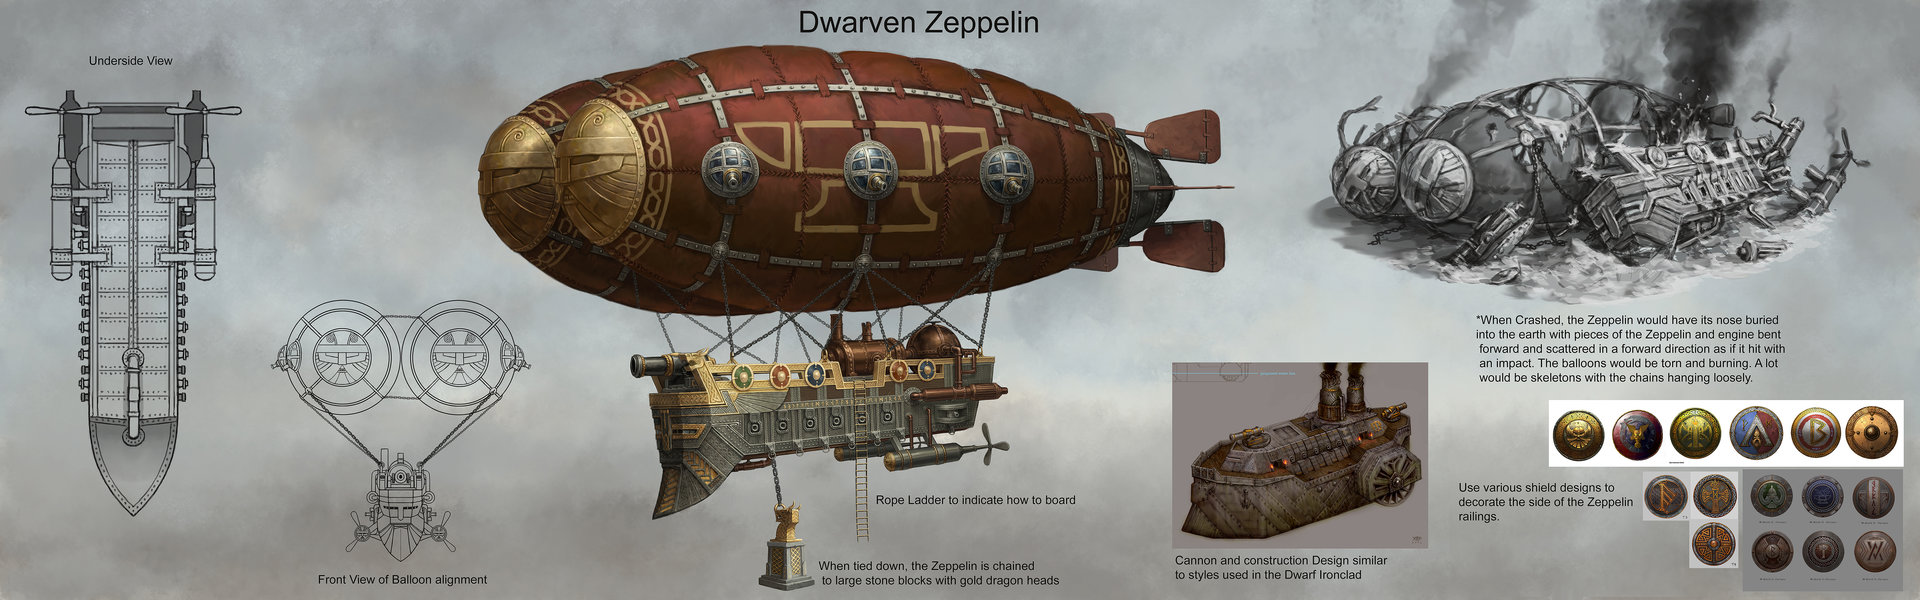 Dwarven Zeppelin
Underside View
Front View of Balloon alignment
Rope Ladder to indicate how to board
When tied down, the Zeppelin is chained
to large stone blocks with gold dragon heads
Cannon and construction Design similar
to styles used in the Dwarf Ironclad
*When Crashed, the Zeppelin would have its nose buried
into the earth with pieces of the Zeppelin and engine bent
forward and scattered in a forward direction as if it hit with
an impact. The balloons would be torn and burning. A lot
would be skeletons with the chains hanging loosely.
Use various shield designs to
decorate the side of the Zeppelin
railings.